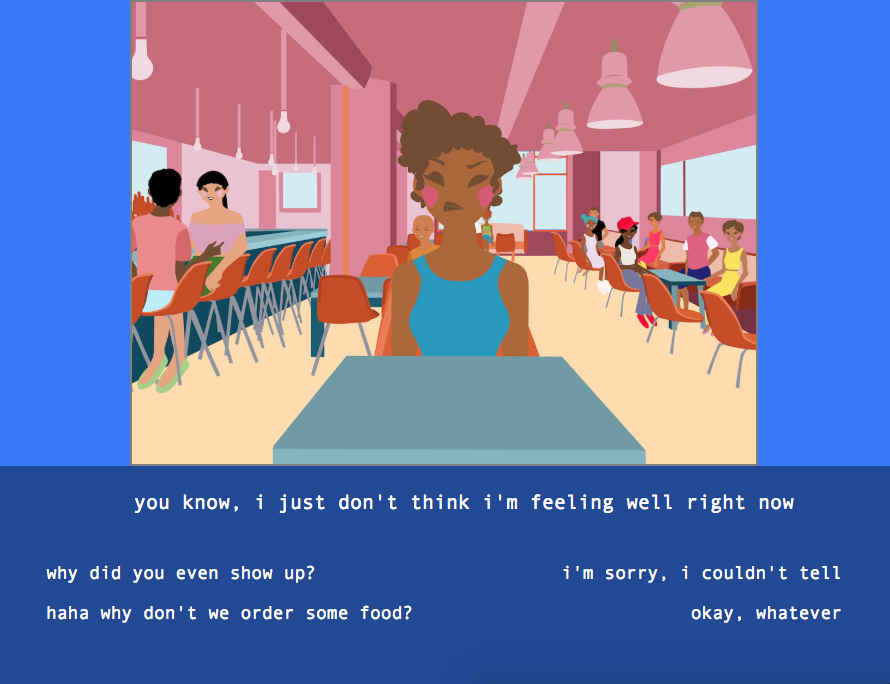 you know, i just don't think i'm feeling well right now
why did you even show up?
i'm sorry, i couldn't tell
haha why don't we order some food?
okay, whatever